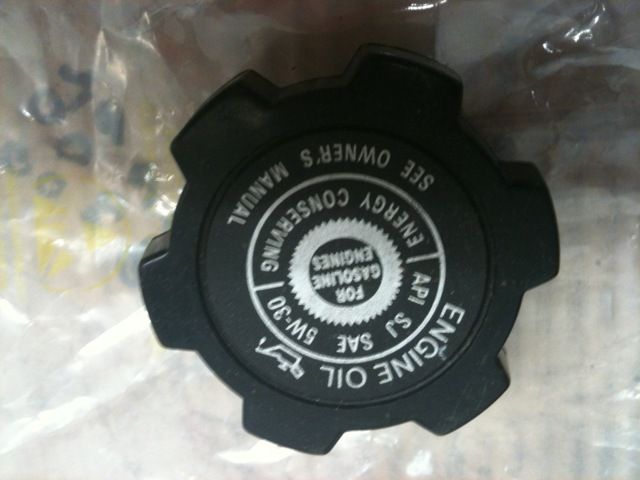 ENGINE OIL
API SJ SAE 5W-30
ENERGY CONSERVING
FOR
GASOLINE
ENGINES
SEE OWNER'S MANUAL